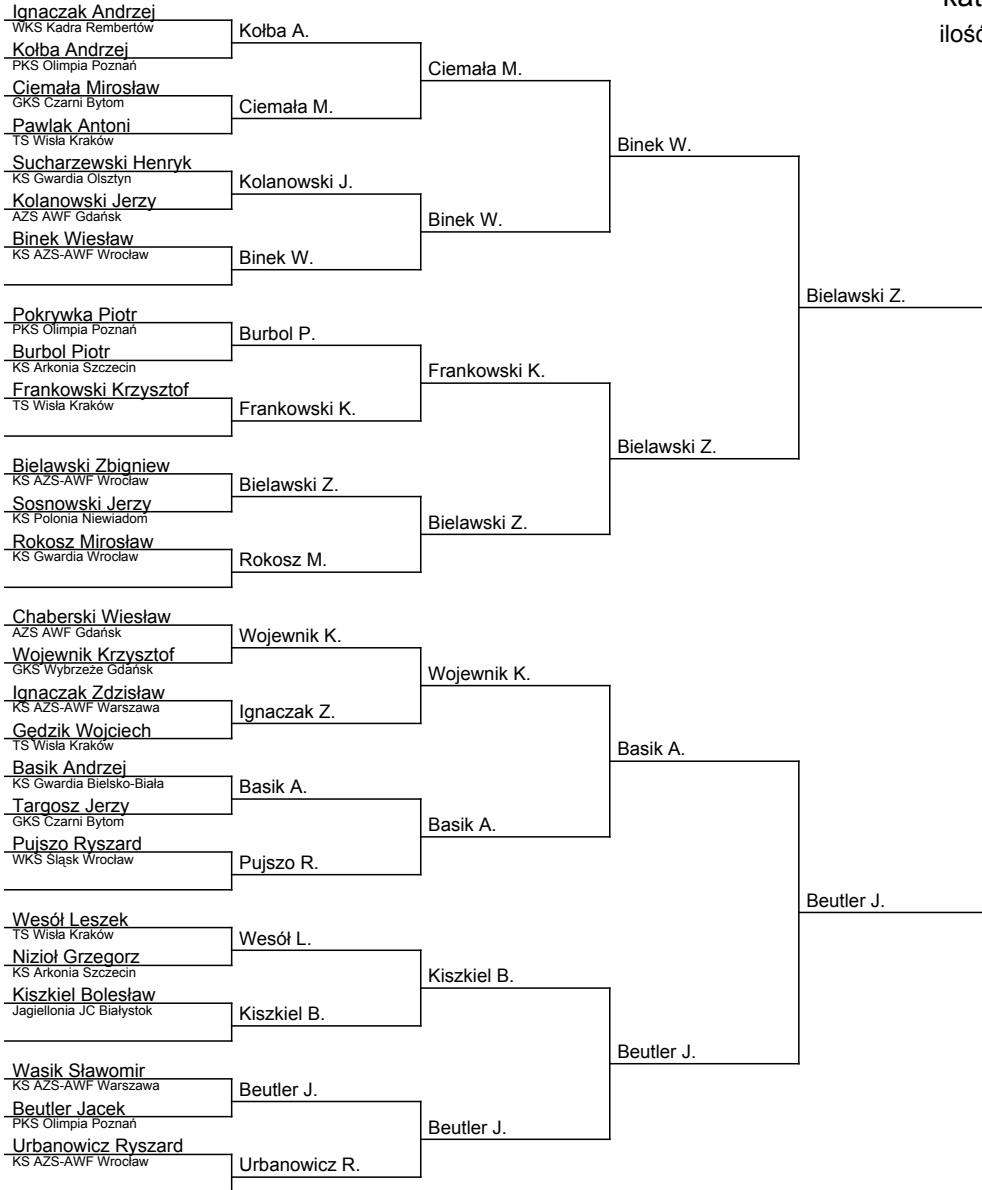 kat
ilość
Ignaczak Andrzej
WKS Kadra Rembertów
Kołba Andrzej
PKS Olimpia Poznań
Ciemała Mirosław
GKS Czarni Bytom
Pawlak Antoni
TS Wisła Kraków
Sucharzewski Henryk
KS Gwardia Olsztyn
Kolanowski Jerzy
AZS AWF Gdańsk
Binek Wiesław
KS AZS-AWF Wrocław
Pokrywka Piotr
PKS Olimpia Poznań
Burbol Piotr
KS Arkonia Szczecin
Frankowski Krzysztof
TS Wisła Kraków
Bielawski Zbigniew
KS AZS-AWF Wrocław
Sosnowski Jerzy
KS Polonia Niewiadom
Rokosz Mirosław
KS Gwardia Wrocław
Chaberski Wiesław
AZS AWF Gdańsk
Wojewnik Krzysztof
GKS Wybrzeże Gdańsk
Ignaczak Zdzisław
KS AZS-AWF Warszawa
Gędzik Wojciech
TS Wisła Kraków
Basik Andrzej
KS Gwardia Bielsko-Biała
Targosz Jerzy
GKS Czarni Bytom
Pujszo Ryszard
WKS Śląsk Wrocław
Wesół Leszek
TS Wisła Kraków
Nizioł Grzegorz
KS Arkonia Szczecin
Kiszkiel Bolesław
Jagiellonia JC Białystok
Wasik Sławomir
KS AZS-AWF Warszawa
Beutler Jacek
PKS Olimpia Poznań
Urbanowicz Ryszard
KS AZS-AWF Wrocław
Kołba A.
Ciemała M.
Kolanowski J.
Binek W.
Burbol P.
Frankowski K.
Bielawski Z.
Rokosz M.
Wojewnik K.
Ignaczak Z.
Basik A.
Pujszo R.
Wesół L.
Kiszkiel B.
Beutler J.
Urbanowicz R.
Ciemała M.
Binek W.
Frankowski K.
Bielawski Z.
Wojewnik K.
Basik A.
Kiszkiel B.
Beutler J.
Binek W.
Bielawski Z.
Basik A.
Beutler J.
Bielawski Z.
Beutler J.